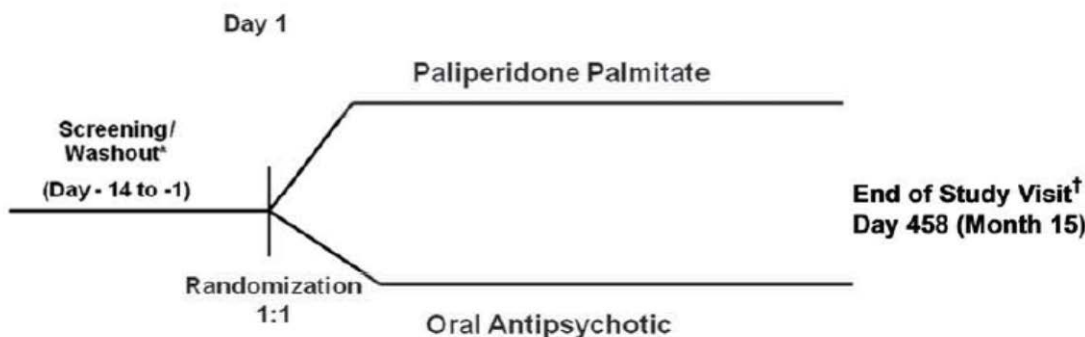 Day 1
Paliperidone Palmitate
Screening/
Washout*
(Day - 14 to -1)
End of Study Visit†
Day 458 (Month 15)
Randomization
1:1
Oral Antipsychotic